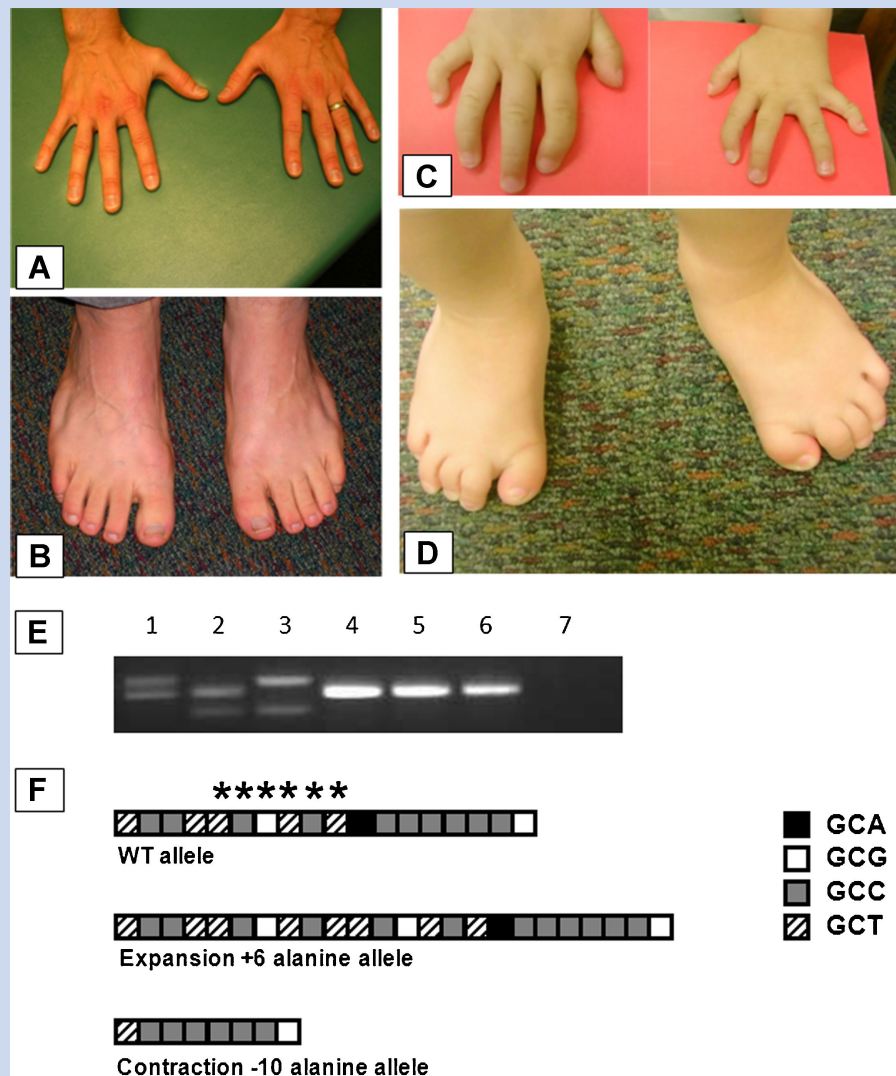 A
B
C
D
E
1 2 3 4 5 6 7
F
******
WT allele
Expansion +6 alanine allele
Contraction -10 alanine allele
GCA
GCG
GCC
GCT